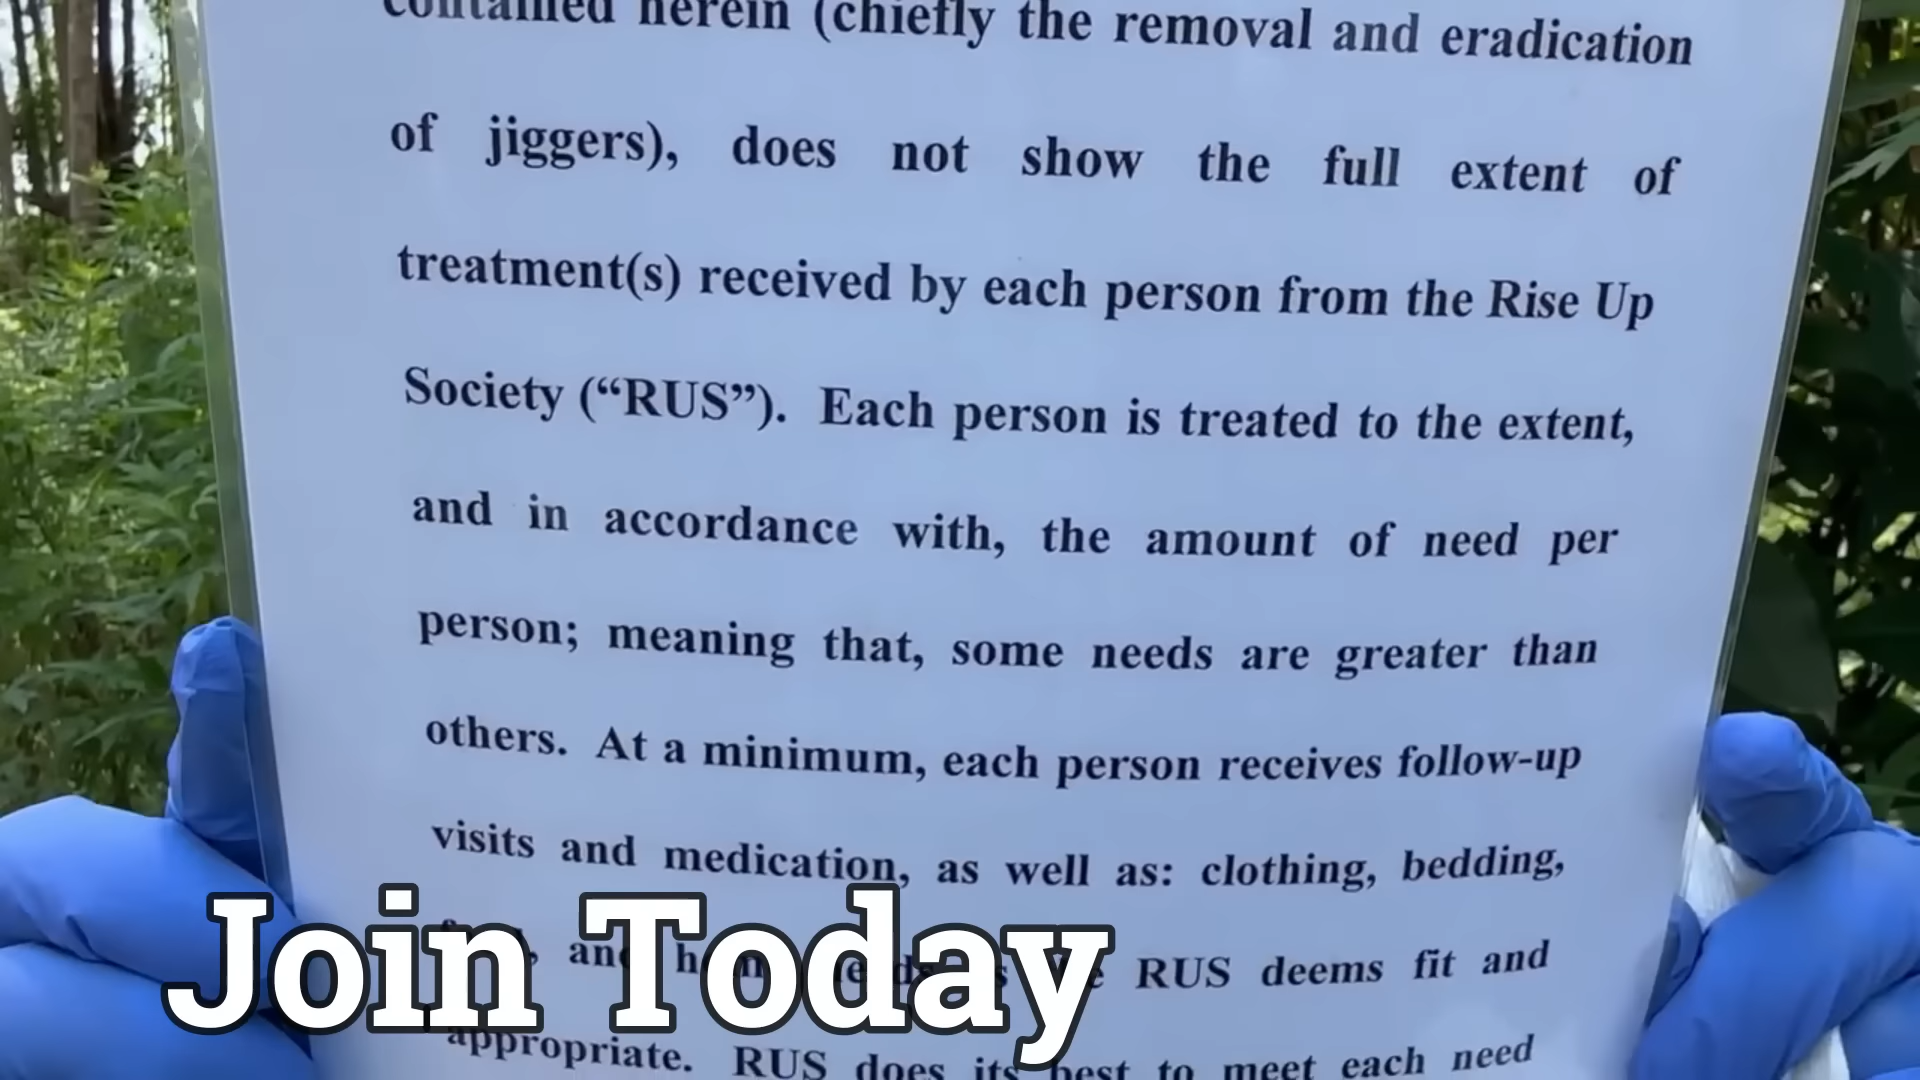 contained herein (chiefly the removal and eradication
of jiggers), does not show the full extent of
treatment(s) received by each person from the Rise Up
Society (“RUS”). Each person is treated to the extent,
and in accordance with, the amount of need per
person; meaning that, some needs are greater than
others. At a minimum, each person receives follow-up
visits and medication, as well as: clothing, bedding,
and RUS deems fit and
appropriate. RUS does its best to meet each need
Join Today